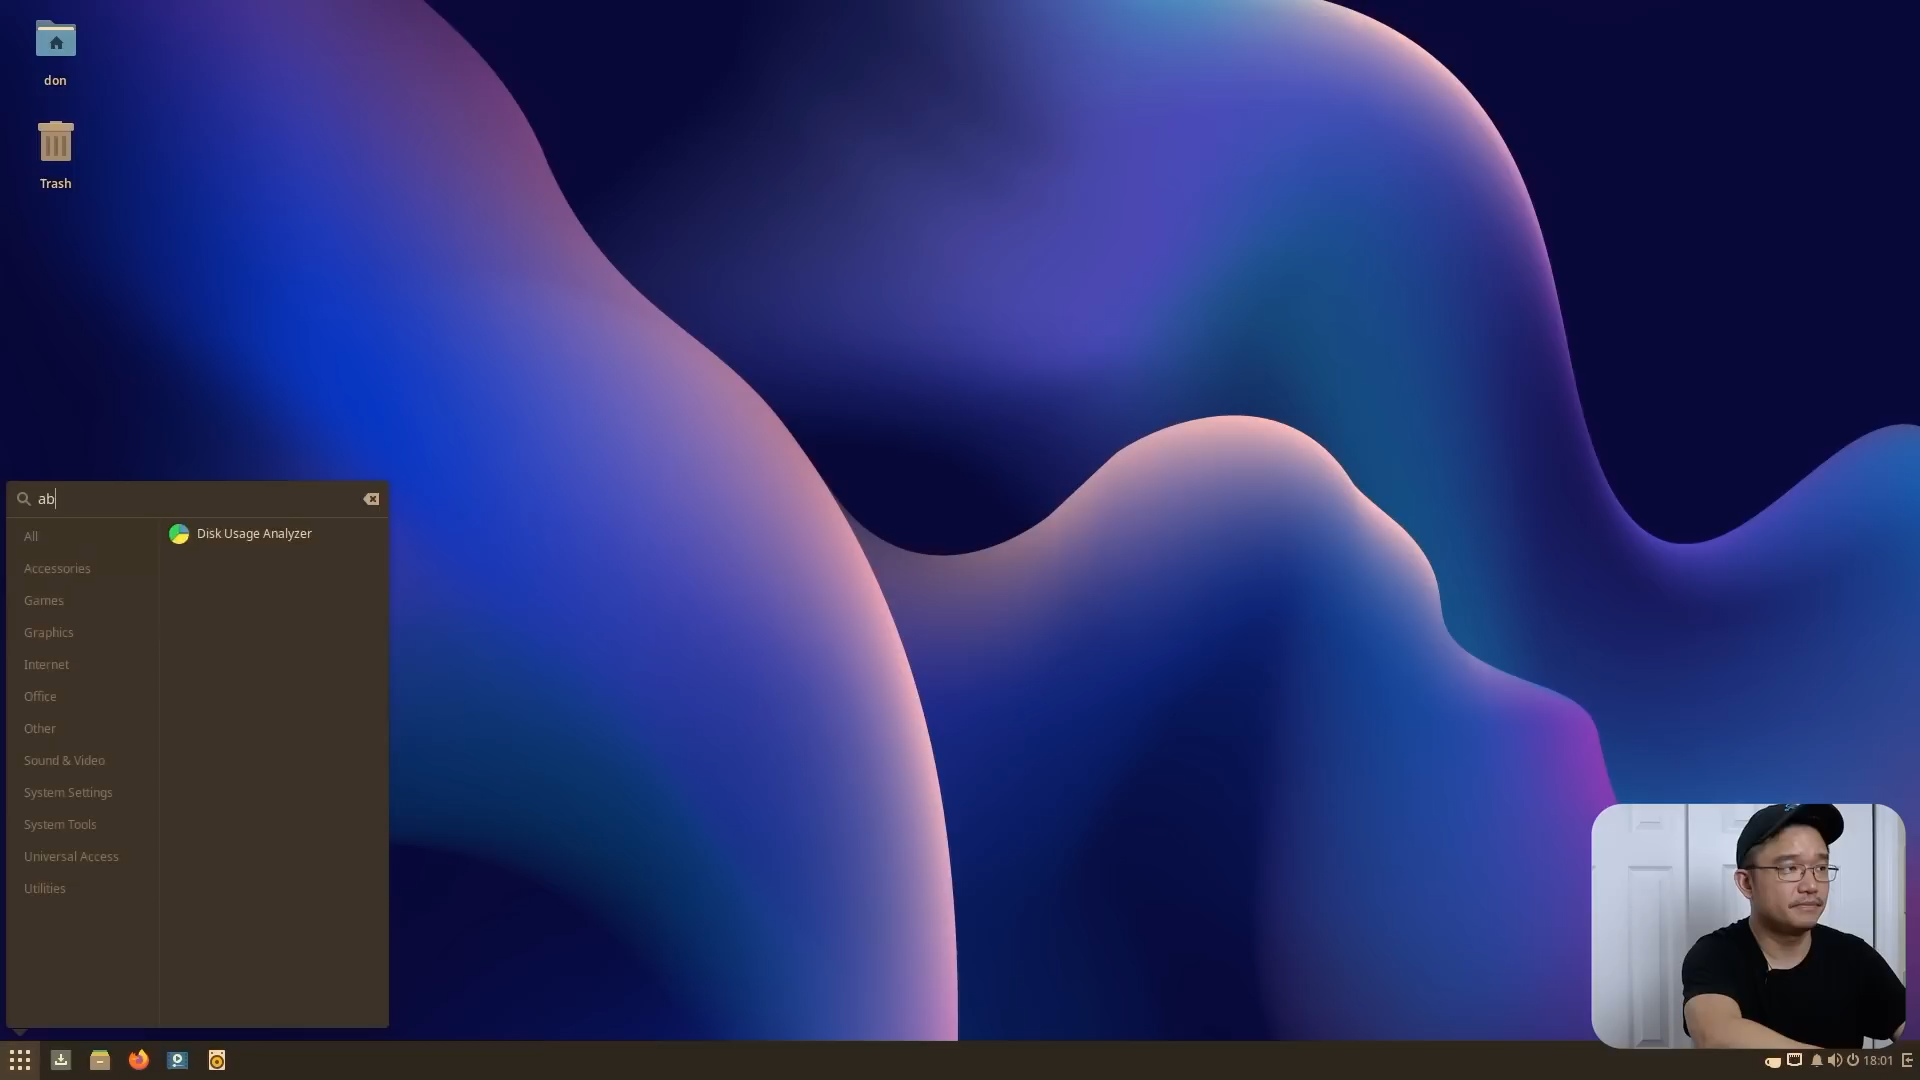 don
Trash
ab
All
Disk Usage Analyzer
Accessories
Games
Graphics
Internet
Office
Other
Sound & Video
System Settings
System Tools
Universal Access
Utilities
18:01